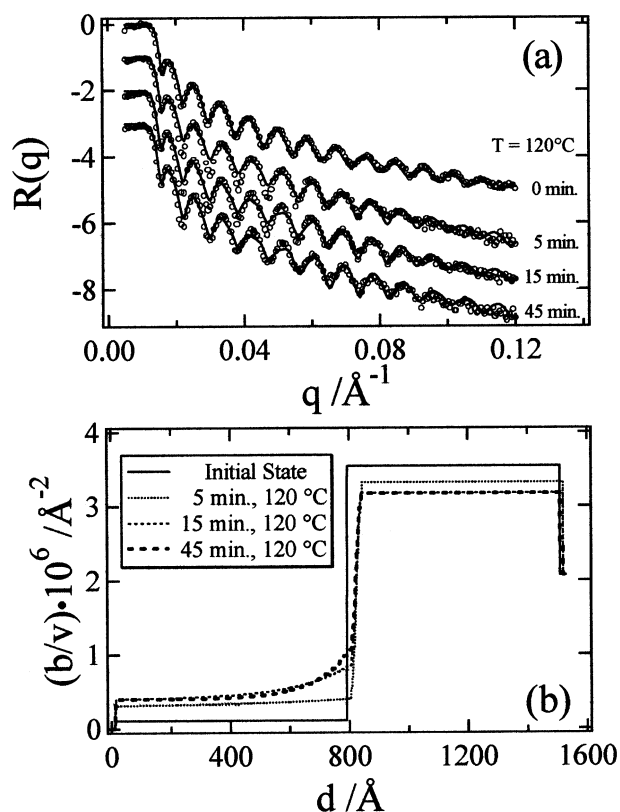 0
-2
-4
-6
-8
R(q)
(a)
T = 120°C
0 min.
5 min.
15 min.
45 min.
0.00 0.04 0.08 0.12
q /Å⁻¹
4
3
2
1
0
(b/v)•10⁶ /Å⁻²
Initial State
5 min., 120 °C
15 min., 120 °C
45 min., 120 °C
(b)
0 400 800 1200 1600
d /Å